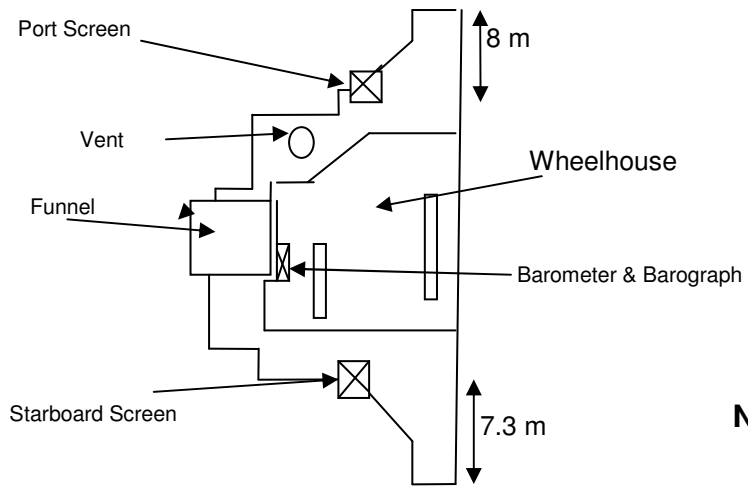 Port Screen
8 m
Vent
Wheelhouse
Funnel
Barometer & Barograph
Starboard Screen
7.3 m
N